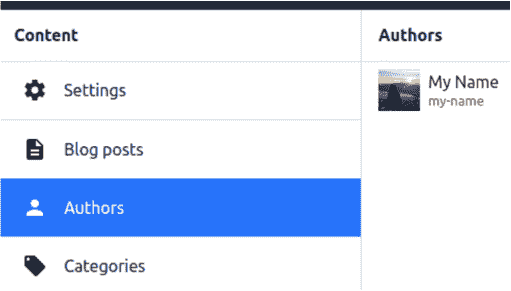 Content
Settings
Blog posts
Authors
Categories
Authors
My Name
my-name